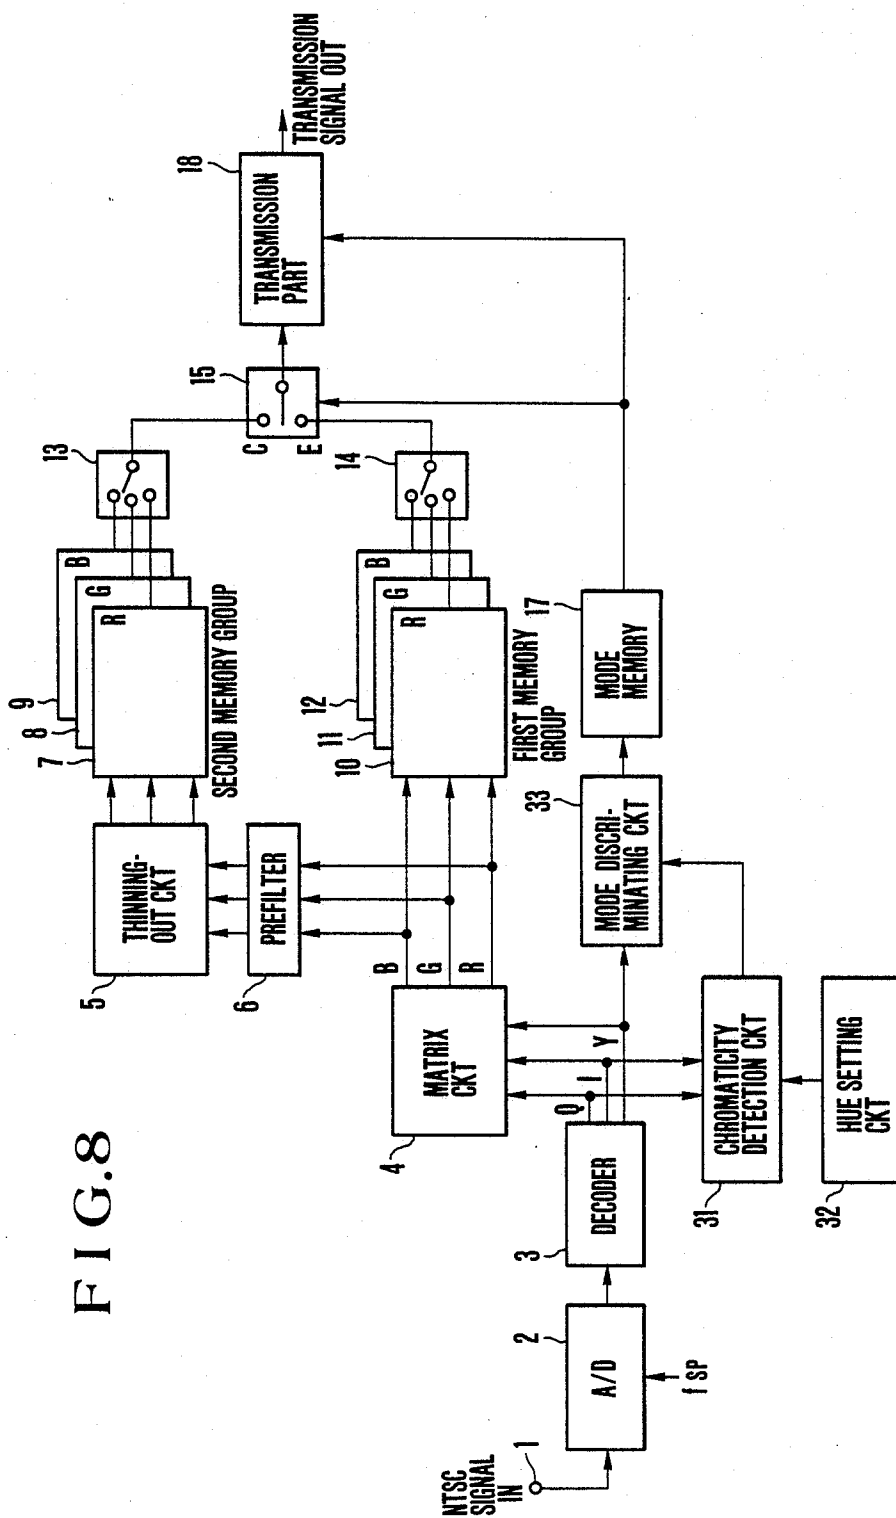 FIG.8
NTSC
SIGNAL
IN
1
2
A/D
f SP
3
DECODER
Q
I
Y
4
MATRIX
CKT
B
G
R
5
THINNING-
OUT CKT
6
PREFILTER
7
8
9
R
G
B
SECOND MEMORY GROUP
10
11
12
R
G
B
FIRST MEMORY
GROUP
13
14
C
E
15
18
TRANSMISSION
PART
TRANSMISSION
SIGNAL OUT
31
CHROMATICITY
DETECTION CKT
32
HUE SETTING
CKT
33
MODE DISCRI-
MINATING CKT
17
MODE
MEMORY